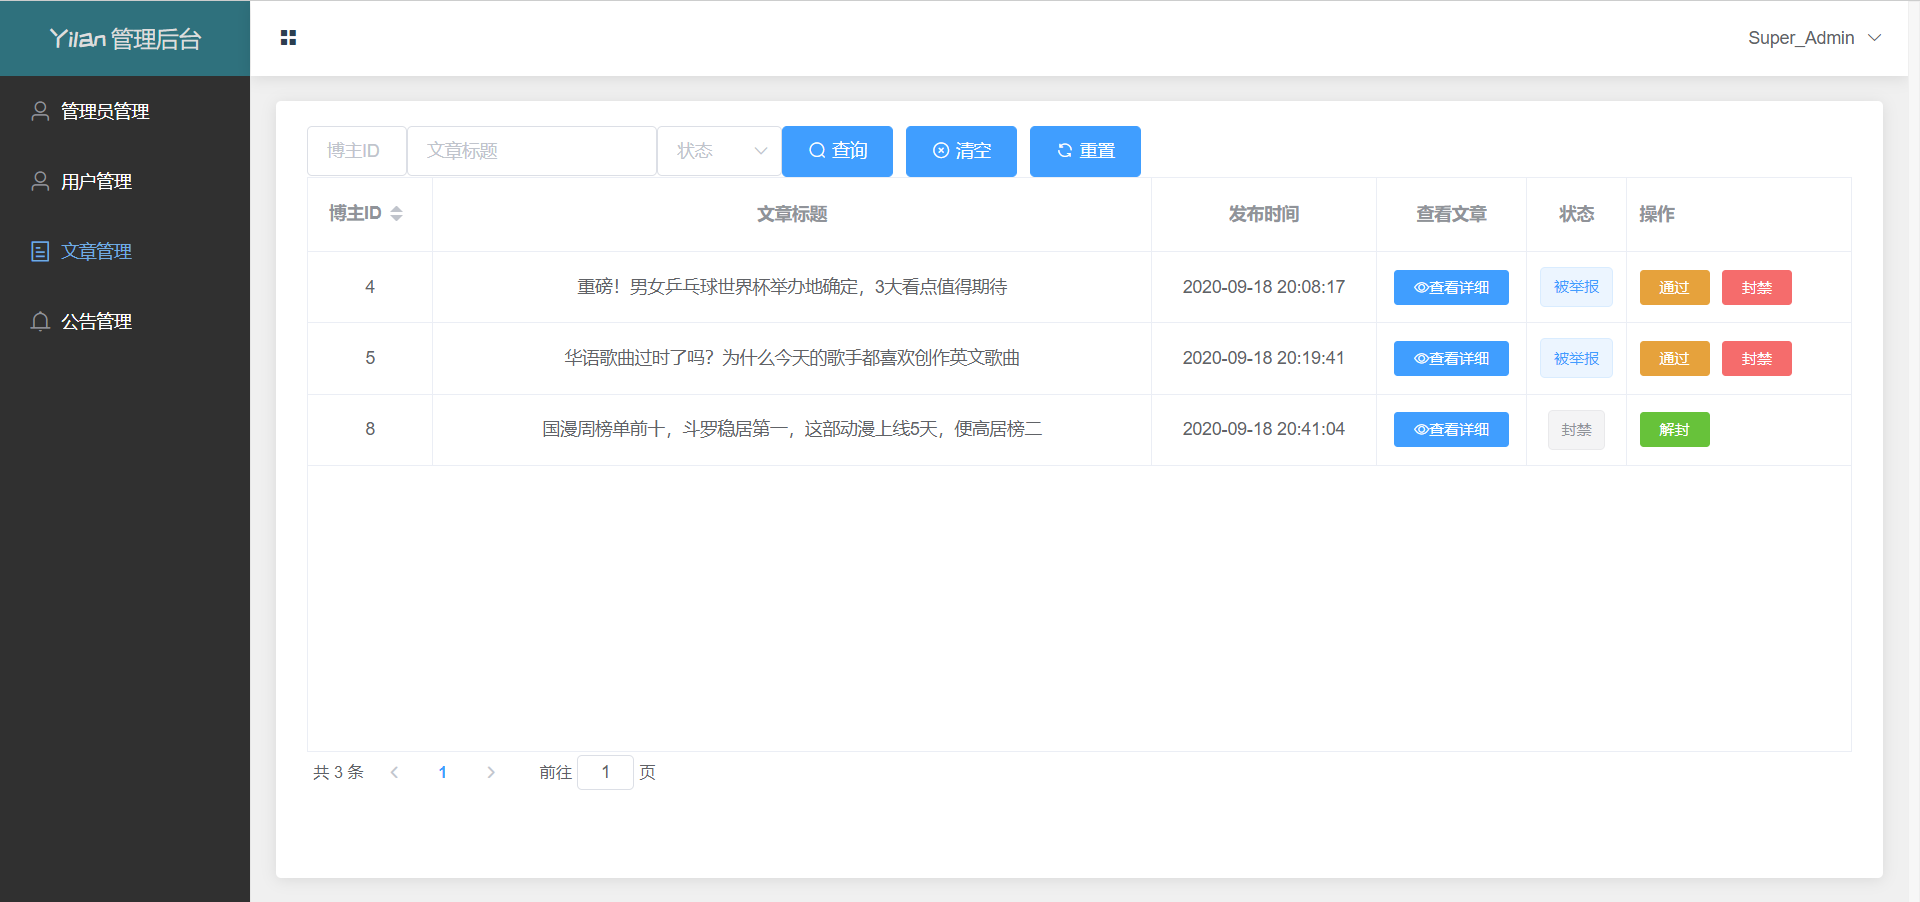 Yilan 管理后台
Super_Admin
管理员管理
用户管理
文章管理
公告管理
博主ID 文章标题 状态 查询 清空 重置
博主ID 文章标题 发布时间 查看文章 状态 操作
4 重磅！男女乒乓球世界杯举办地确定，3大看点值得期待 2020-09-18 20:08:17 查看详细 被举报 通过 封禁
5 华语歌曲过时了吗？为什么今天的歌手都喜欢创作英文歌曲 2020-09-18 20:19:41 查看详细 被举报 通过 封禁
8 国漫周榜单前十，斗罗稳居第一，这部动漫上线5天，便高居榜二 2020-09-18 20:41:04 查看详细 封禁 解封
共 3 条 1 前往 1 页